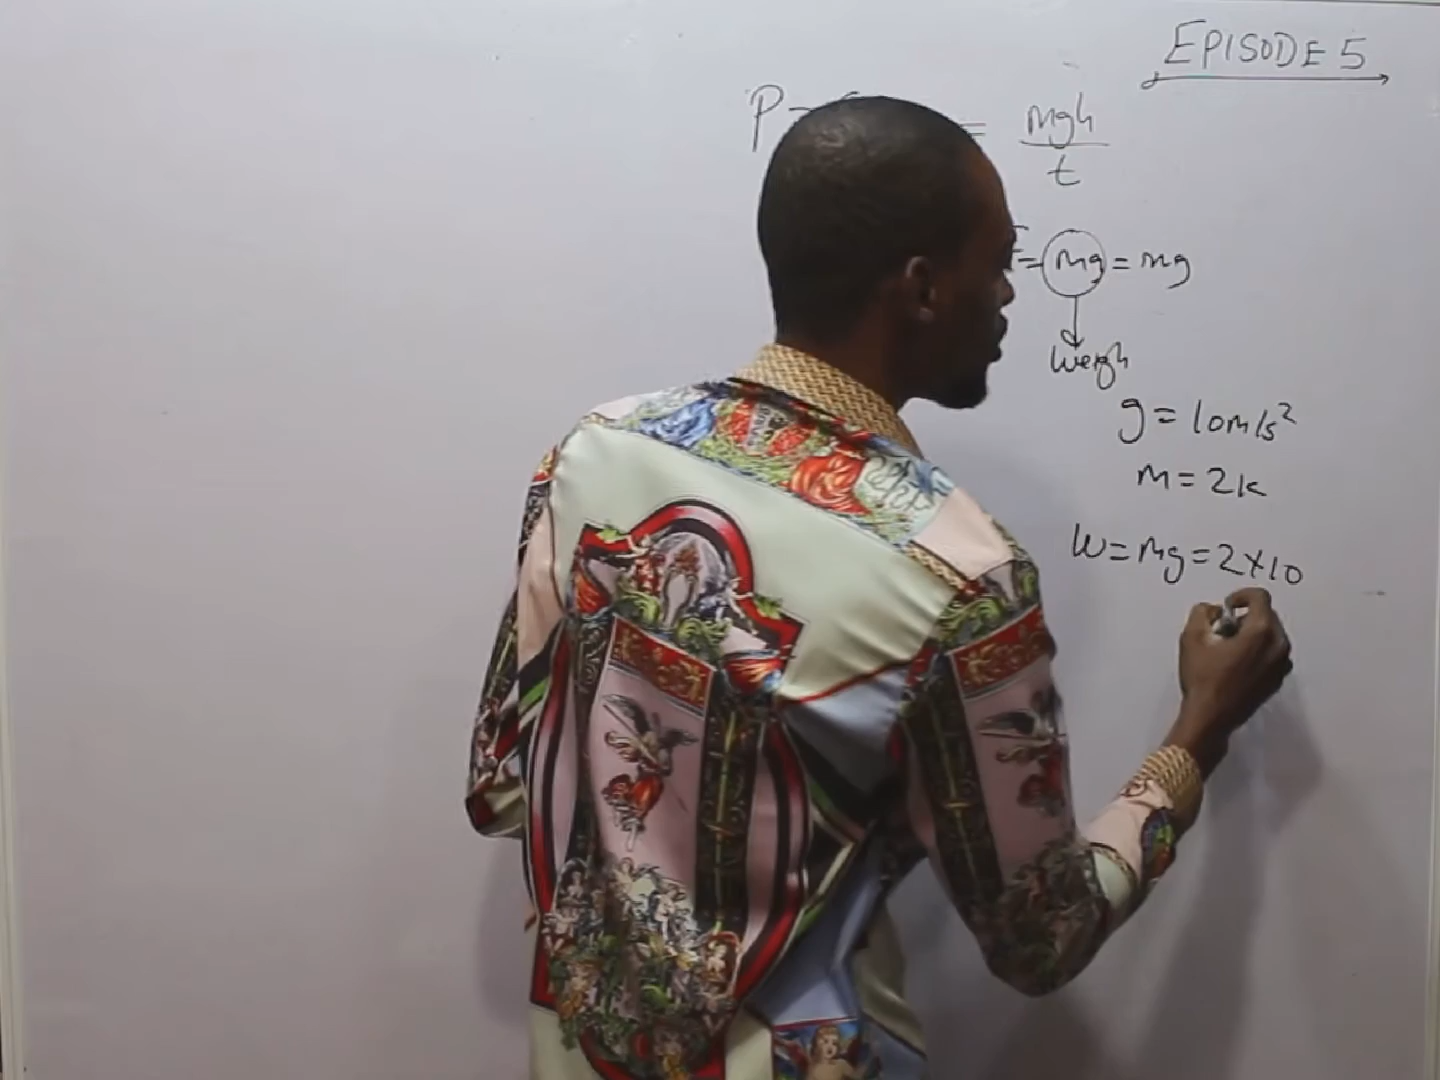 EPISODE 5
P = mgh
t
= mg = mg
weigh
g = 10m/s²
m = 2k
W = mg = 2 × 10